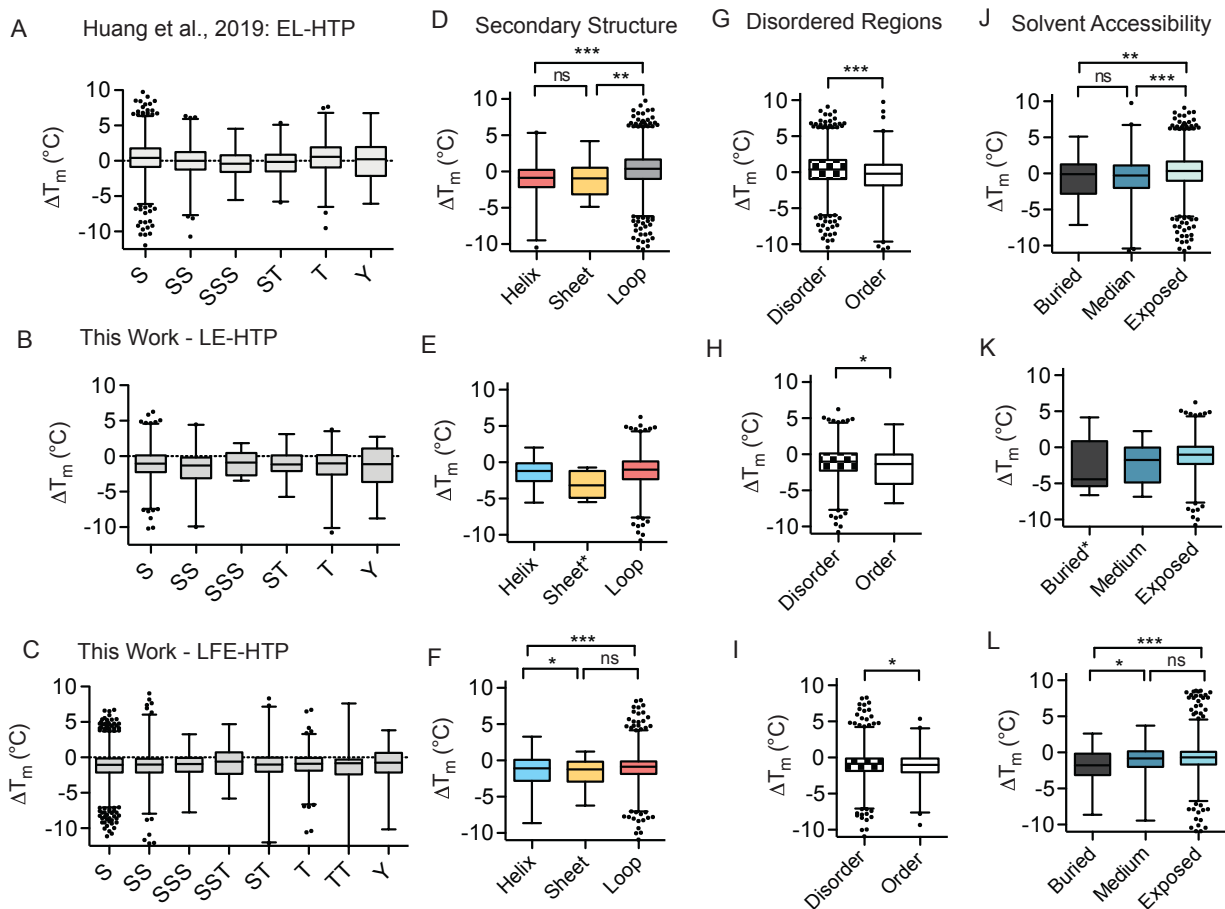 A Huang et al., 2019: EL-HTP
ΔTm (°C)
10
5
0
-5
-10
S SS SSS ST T Y
D Secondary Structure
*** 
ns **
ΔTm (°C)
10
5
0
-5
-10
Helix Sheet Loop
G Disordered Regions
***
ΔTm (°C)
10
5
0
-5
-10
Disorder Order
J Solvent Accessibility
**
ns ***
ΔTm (°C)
10
5
0
-5
-10
Buried Median Exposed
B This Work - LE-HTP
ΔTm (°C)
10
5
0
-5
-10
S SS SSS ST T Y
E
ΔTm (°C)
10
5
0
-5
-10
Helix Sheet* Loop
H
*
ΔTm (°C)
10
5
0
-5
-10
Disorder Order
K
ΔTm (°C)
10
5
0
-5
-10
Buried* Medium Exposed
C This Work - LFE-HTP
ΔTm (°C)
10
5
0
-5
-10
S SS SSS SST ST T TT Y
F
***
* ns
ΔTm (°C)
10
5
0
-5
-10
Helix Sheet Loop
I
*
ΔTm (°C)
10
5
0
-5
-10
Disorder Order
L
***
* ns
ΔTm (°C)
10
5
0
-5
-10
Buried Medium Exposed